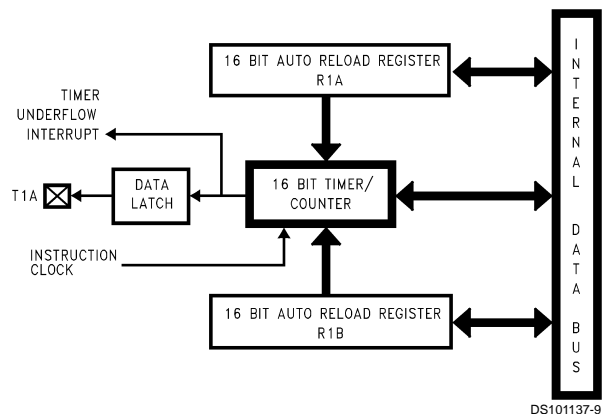 16 BIT AUTO RELOAD REGISTER
R1A
TIMER
UNDERFLOW
INTERRUPT
T1A
DATA
LATCH
16 BIT TIMER/
COUNTER
INSTRUCTION
CLOCK
16 BIT AUTO RELOAD REGISTER
R1B
INTERNAL DATA BUS
DS101137-9